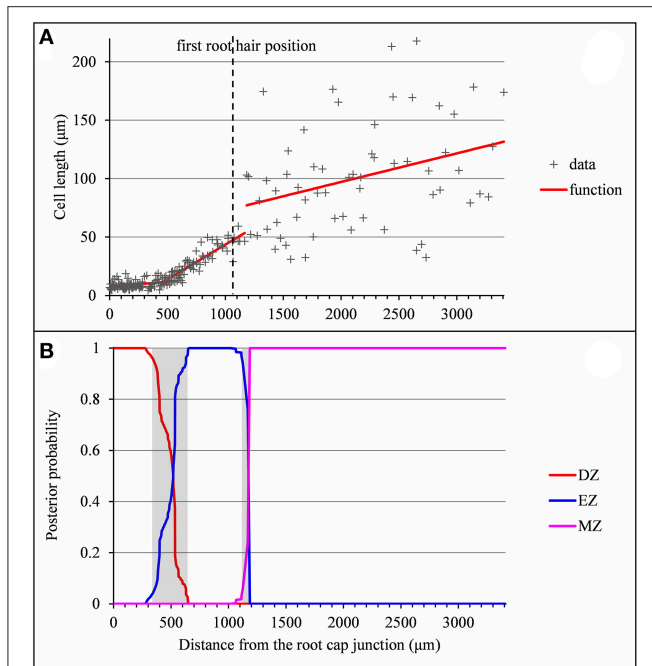 A
first root hair position
200
150
100
50
0
Cell length (μm)
0 500 1000 1500 2000 2500 3000
data
function
B
1
0.8
0.6
0.4
0.2
0
Posterior probability
0 500 1000 1500 2000 2500 3000
Distance from the root cap junction (μm)
DZ
EZ
MZ